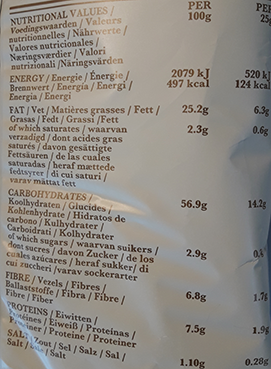 NUTRITIONAL VALUES / PER 100g PER 25g
Voedingswaarden / Valeurs
nutritionnelles / Nährwerte /
Valores nutricionales /
Næringsværdier / Valori
nutrizionali / Näringsvärden
ENERGY / Energie / Énergie / 2079 kJ 520 kJ
Brennwert / Energía / Energi / 497 kcal 124 kcal
Energia / Energi
FAT / Vet / Matières grasses / Fett / 25.2g 6.3g
Grasas / Fedt / Grassi / Fett
of which saturates / waarvan 2.3g 0.6g
verzadigd / dont acides gras
saturés / davon gesättigte
Fettsäuren / de las cuales
saturadas / heraf mættede
fedtsyrer / di cui saturi /
varav mättat fett
CARBOHYDRATES / 56.9g 14.2g
Koolhydraten / Glucides /
Kohlenhydrate / Hidratos de
carbono / Kulhydrater /
Carboidrati / Kolhydrater
of which sugars / waarvan suikers / 2.9g
dont sucres / davon Zucker / de los
cuales azúcares / heraf sukker / di
cui zuccheri / varav sockerarter
FIBRE / Vezels / Fibres / 6.8g 1.7g
Ballaststoffe / Fibra / Fibre /
Fibre / Fiber
PROTEINS / Eiwitten / 7.5g 1.9g
Protéines / Eiweiß / Proteínas /
Proteiner / Proteine / Proteiner
SALT / Zout / Sel / Salz / Sal / 1.10g 0.28g
Salt / Salt